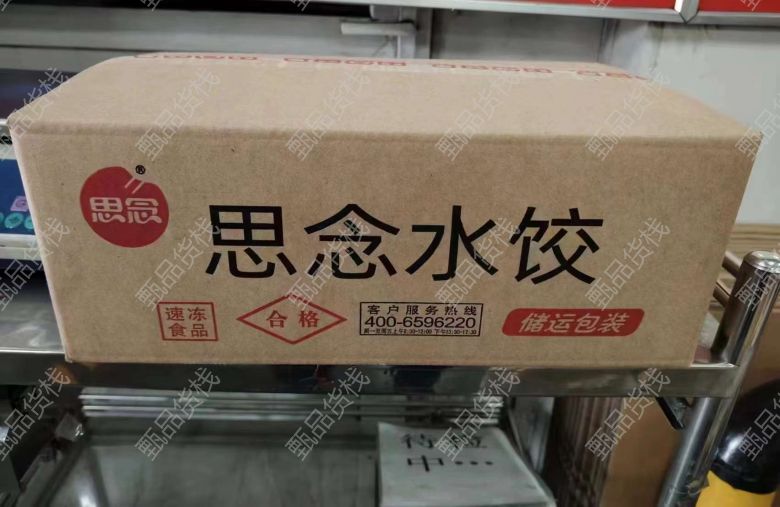 思念
®
思念水饺
速冻
食品
合格
客户服务热线
400-6596220
储运包装
中...
甄品货栈